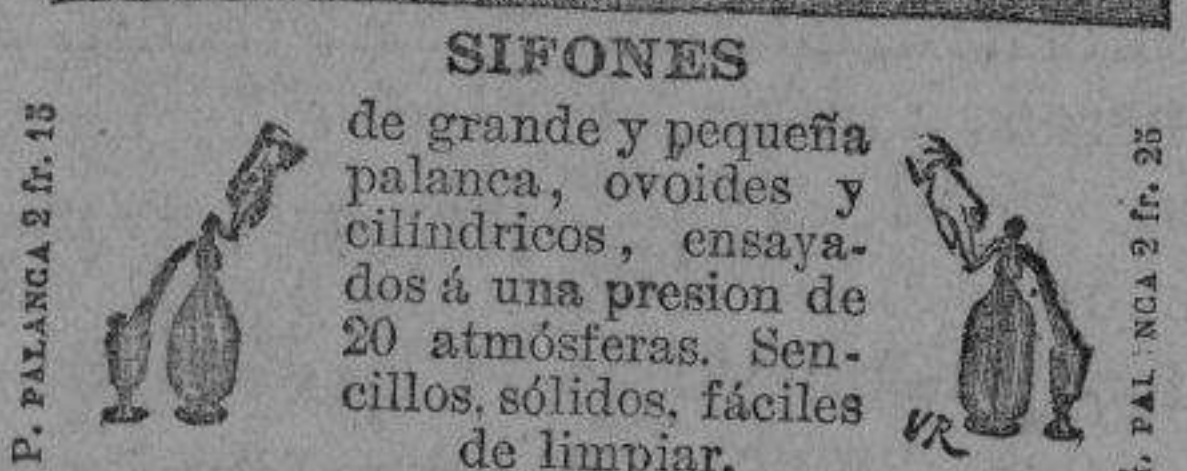 SIFONES
P. PALANCA 2 fr. 15
de grande y pequeña
palanca, ovoides y
cilíndricos, ensaya-
dos á una presion de
20 atmósferas. Sen-
cillos, sólidos, fáciles
de limpiar.
VR
. PAL NCA 2 fr. 25